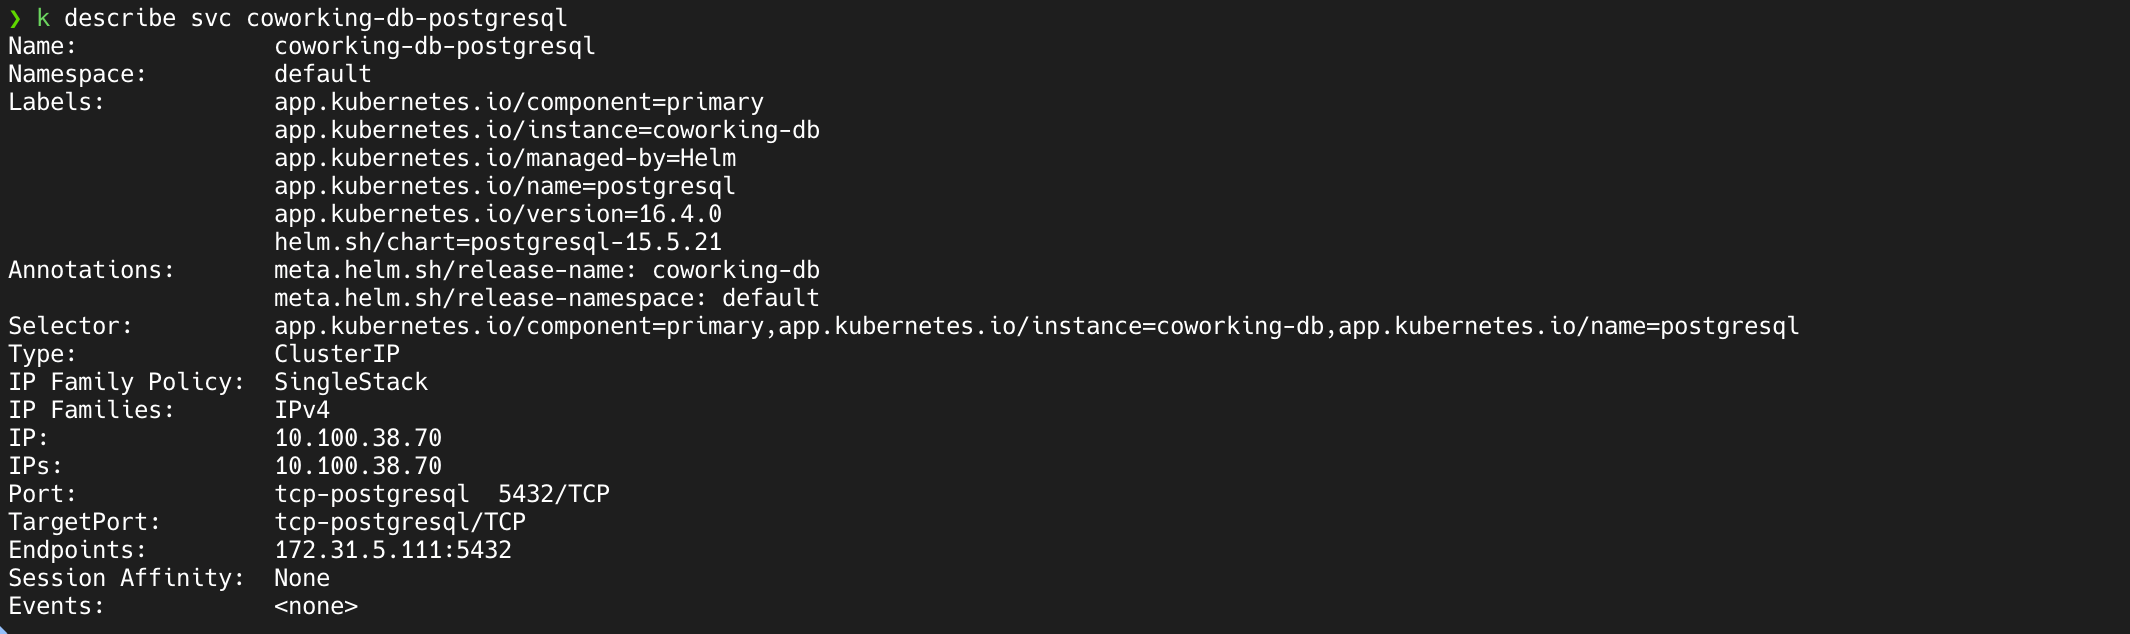 ❯ k describe svc coworking-db-postgresql
Name:              coworking-db-postgresql
Namespace:         default
Labels:            app.kubernetes.io/component=primary
                   app.kubernetes.io/instance=coworking-db
                   app.kubernetes.io/managed-by=Helm
                   app.kubernetes.io/name=postgresql
                   app.kubernetes.io/version=16.4.0
                   helm.sh/chart=postgresql-15.5.21
Annotations:       meta.helm.sh/release-name: coworking-db
                   meta.helm.sh/release-namespace: default
Selector:          app.kubernetes.io/component=primary,app.kubernetes.io/instance=coworking-db,app.kubernetes.io/name=postgresql
Type:              ClusterIP
IP Family Policy:  SingleStack
IP Families:       IPv4
IP:                10.100.38.70
IPs:               10.100.38.70
Port:              tcp-postgresql  5432/TCP
TargetPort:        tcp-postgresql/TCP
Endpoints:         172.31.5.111:5432
Session Affinity:  None
Events:            <none>